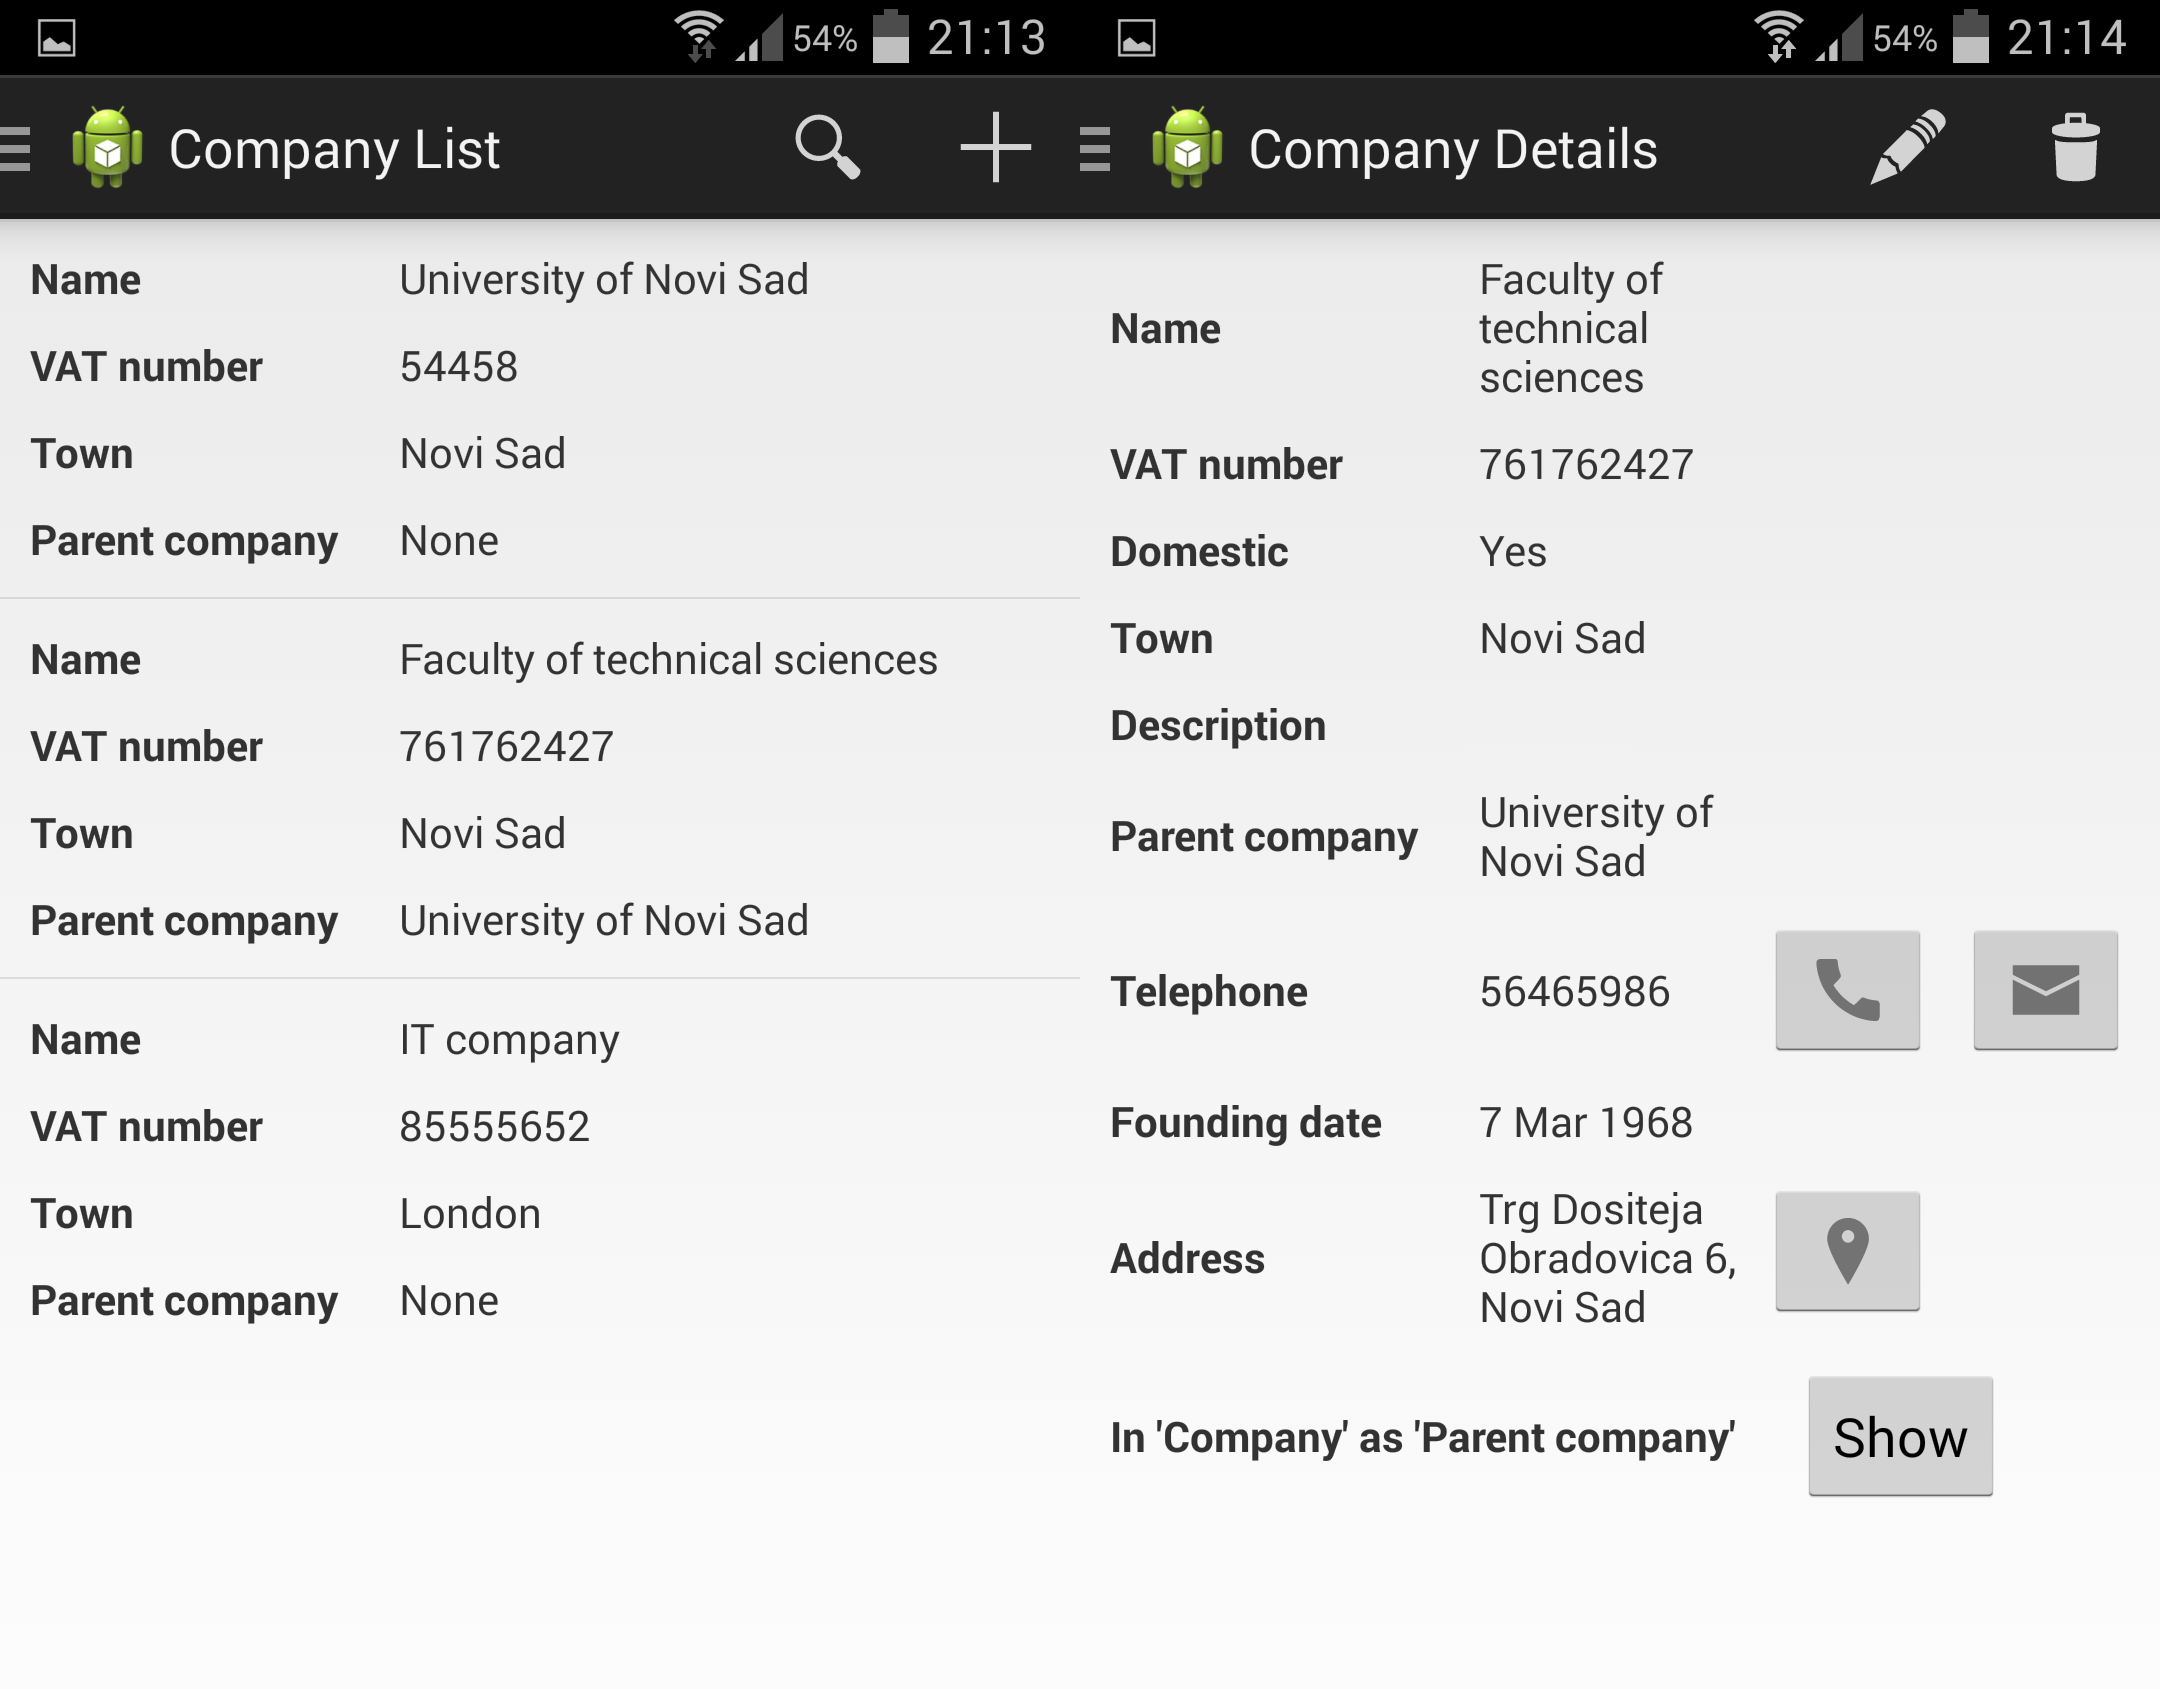 54% 21:13
Company List
Name University of Novi Sad
VAT number 54458
Town Novi Sad
Parent company None
Name Faculty of technical sciences
VAT number 761762427
Town Novi Sad
Parent company University of Novi Sad
Name IT company
VAT number 85555652
Town London
Parent company None
54% 21:14
Company Details
Name Faculty of
technical
sciences
VAT number 761762427
Domestic Yes
Town Novi Sad
Description
Parent company University of
Novi Sad
Telephone 56465986
Founding date 7 Mar 1968
Address Trg Dositeja
Obradovica 6,
Novi Sad
In 'Company' as 'Parent company' Show